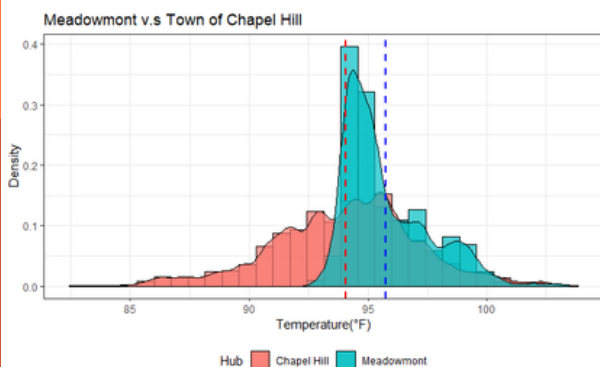 Meadowmont v.s Town of Chapel Hill
0.4
0.3
0.2
0.1
0.0
Density
85 90 95 100
Temperature(°F)
Hub Chapel Hill Meadowmont